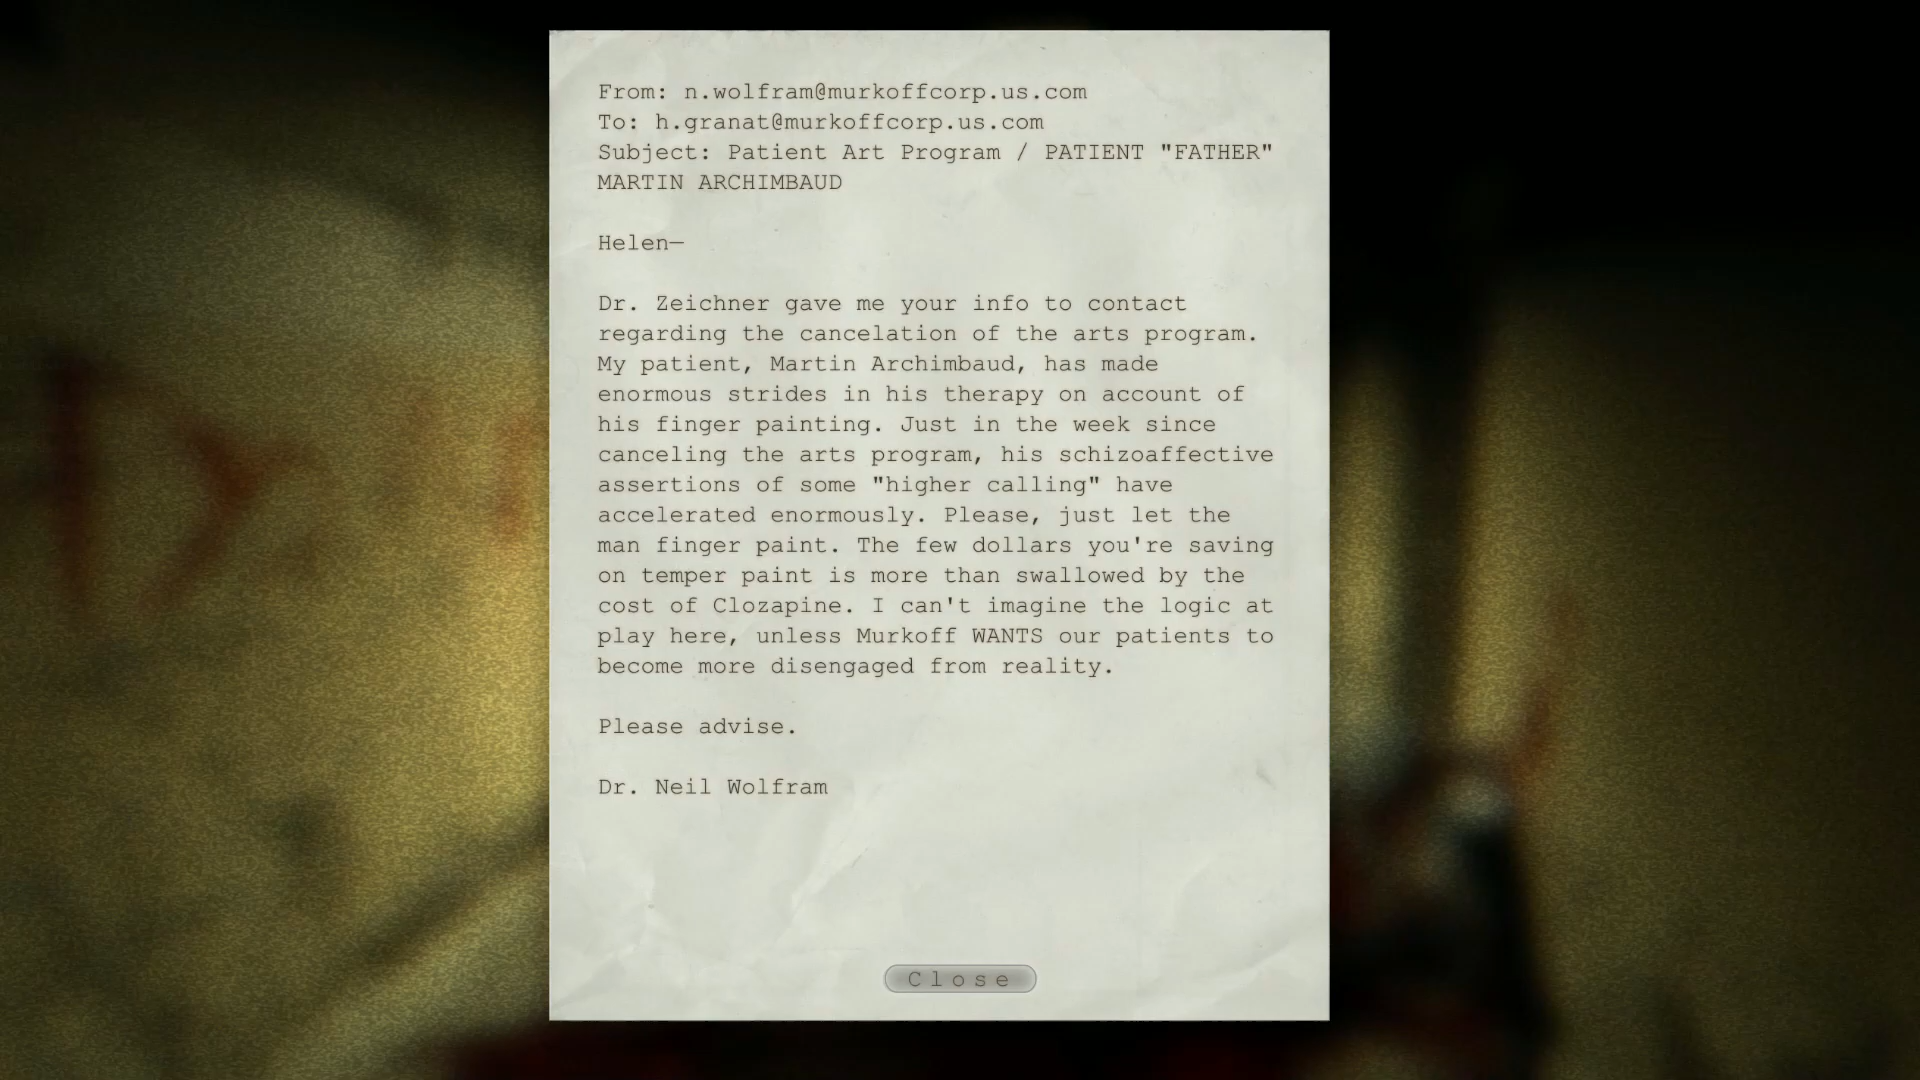 From: n.wolfram@murkoffcorp.us.com
To: h.granat@murkoffcorp.us.com
Subject: Patient Art Program / PATIENT "FATHER"
MARTIN ARCHIMBAUD
Helen—
Dr. Zeichner gave me your info to contact
regarding the cancelation of the arts program.
My patient, Martin Archimbaud, has made
enormous strides in his therapy on account of
his finger painting. Just in the week since
canceling the arts program, his schizoaffective
assertions of some "higher calling" have
accelerated enormously. Please, just let the
man finger paint. The few dollars you're saving
on temper paint is more than swallowed by the
cost of Clozapine. I can't imagine the logic at
play here, unless Murkoff WANTS our patients to
become more disengaged from reality.
Please advise.
Dr. Neil Wolfram
Close